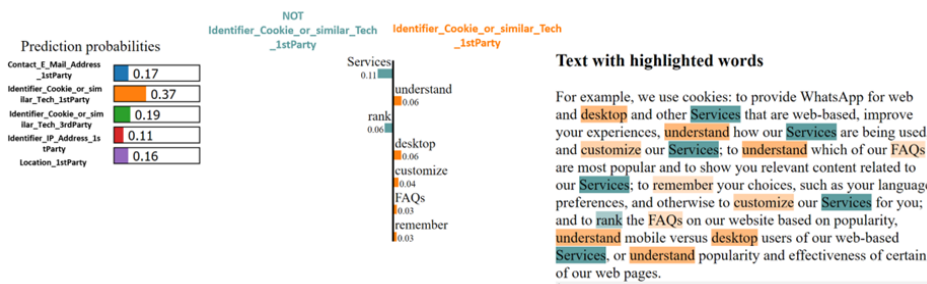 Prediction probabilities
Contact_E_Mail_Address
_1stParty
0.17
Identifier_Cookie_or_simi
ilar_Tech_1stParty
0.37
Identifier_Cookie_or_simi
ilar_Tech_3rdParty
0.19
Identifier_IP_Address_1s
tParty
0.11
Location_1stParty
0.16
NOT
Identifier_Cookie_or_similar_Tech
_1stParty
Identifier_Cookie_or_similar_Tech
_1stParty
Services
0.11
understand
0.06
rank
0.06
desktop
0.06
customize
0.04
FAQs
0.03
remember
0.03
Text with highlighted words
For example, we use cookies: to provide WhatsApp for web
and desktop and other Services that are web-based, improve
your experiences, understand how our Services are being used
and customize our Services; to understand which of our FAQs
are most popular and to show you relevant content related to
our Services; to remember your choices, such as your language
preferences, and otherwise to customize our Services for you;
and to rank the FAQs on our website based on popularity,
understand mobile versus desktop users of our web-based
Services, or understand popularity and effectiveness of certain
of our web pages.